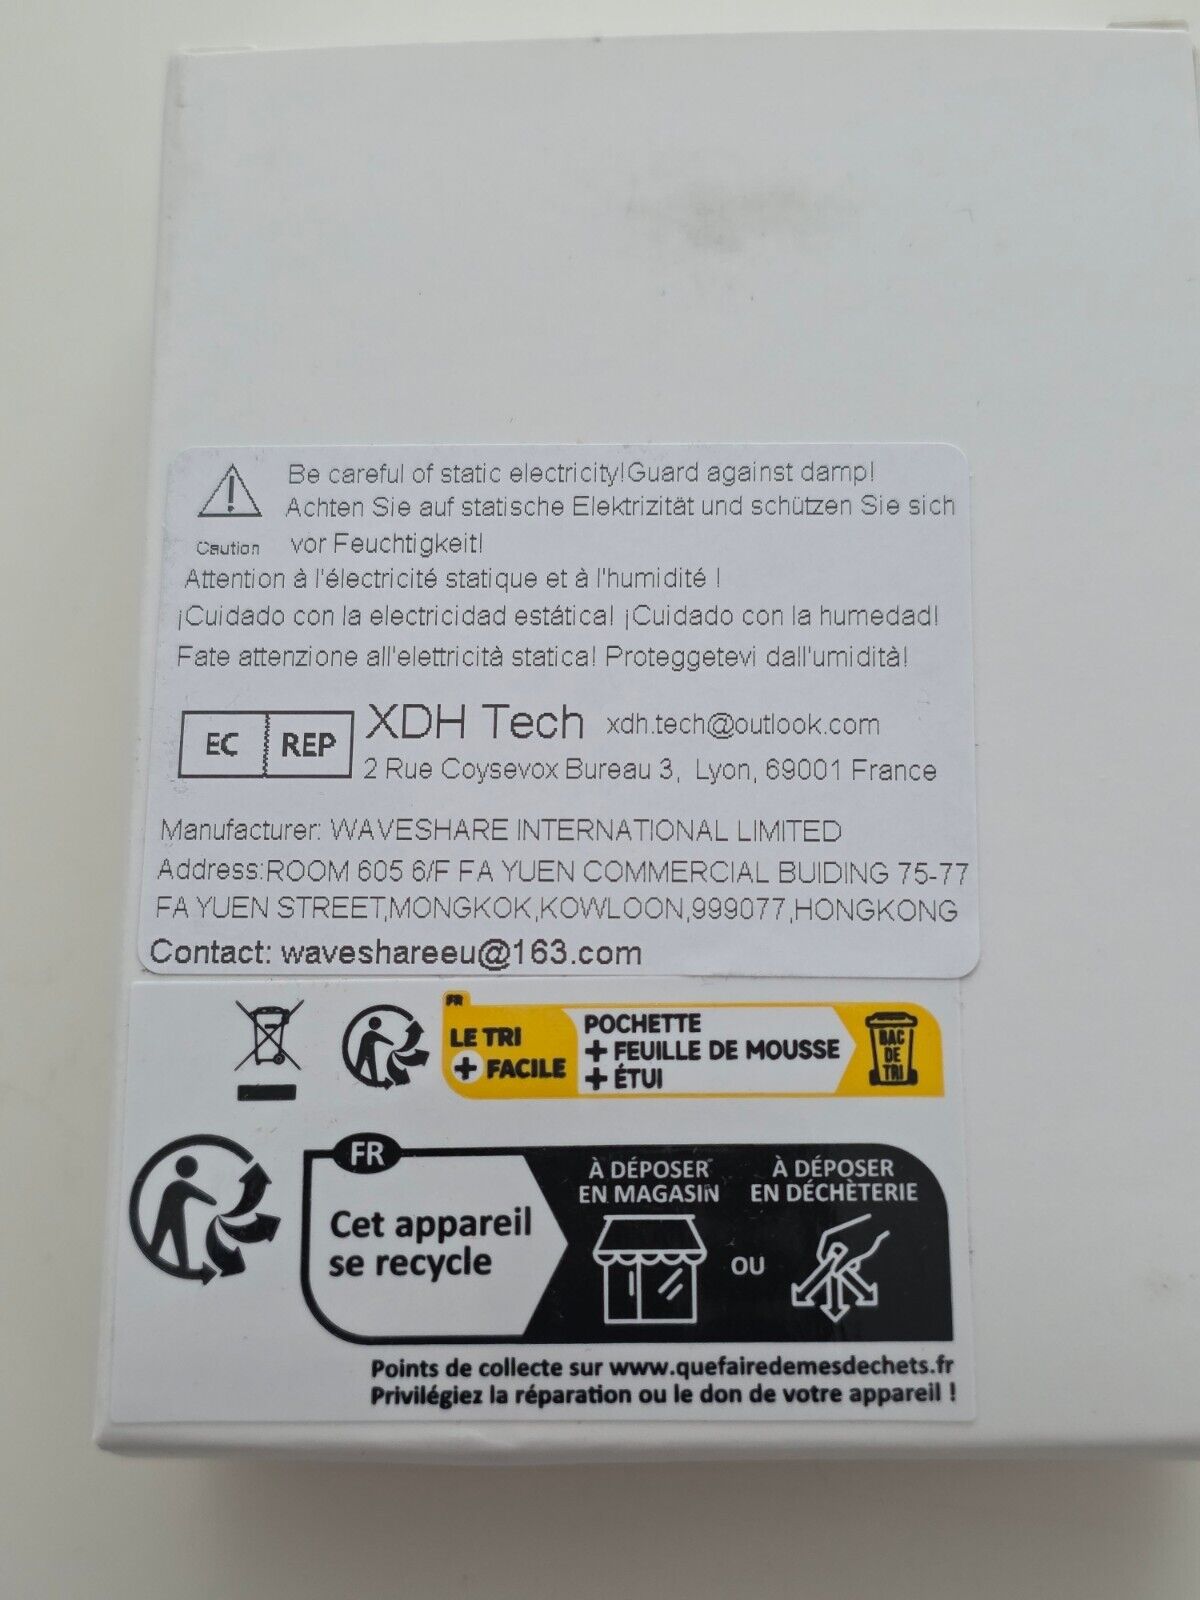 Be careful of static electricity!Guard against damp!
Achten Sie auf statische Elektrizität und schützen Sie sich
Caution vor Feuchtigkeit!
Attention à l'électricité statique et à l'humidité !
¡Cuidado con la electricidad estática! ¡Cuidado con la humedad!
Fate attenzione all'elettricità statica! Proteggetevi dall'umidità!
EC REP XDH Tech xdh.tech@outlook.com
2 Rue Coysevox Bureau 3, Lyon, 69001 France
Manufacturer: WAVESHARE INTERNATIONAL LIMITED
Address:ROOM 605 6/F FA YUEN COMMERCIAL BUIDING 75-77
FA YUEN STREET,MONGKOK,KOWLOON,999077,HONGKONG
Contact: waveshareeu@163.com
FR
LE TRI
+ FACILE
POCHETTE
+ FEUILLE DE MOUSSE
+ ÉTUI
BAC
DE
TRI
FR
Cet appareil
se recycle
À DÉPOSER
EN MAGASIN
OU
À DÉPOSER
EN DÉCHÈTERIE
Points de collecte sur www.quefairedemesdechets.fr
Privilégiez la réparation ou le don de votre appareil !